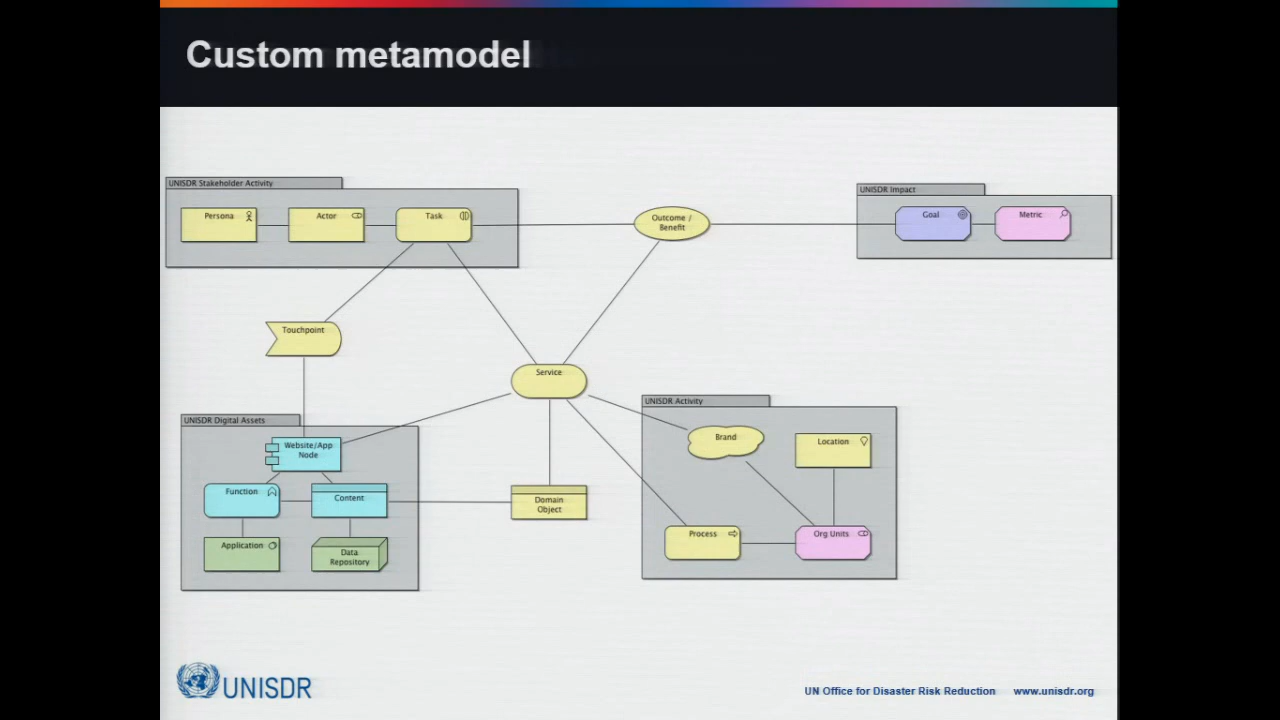 Custom metamodel
UNISDR Stakeholder Activity
Persona
Actor
Task
Outcome /
Benefit
UNISDR Impact
Goal
Metric
Touchpoint
Service
UNISDR Digital Assets
Website/App
Node
Function
Content
Application
Data
Repository
Domain
Object
UNISDR Activity
Brand
Location
Process
Org Units
UNISDR
UN Office for Disaster Risk Reduction www.unisdr.org